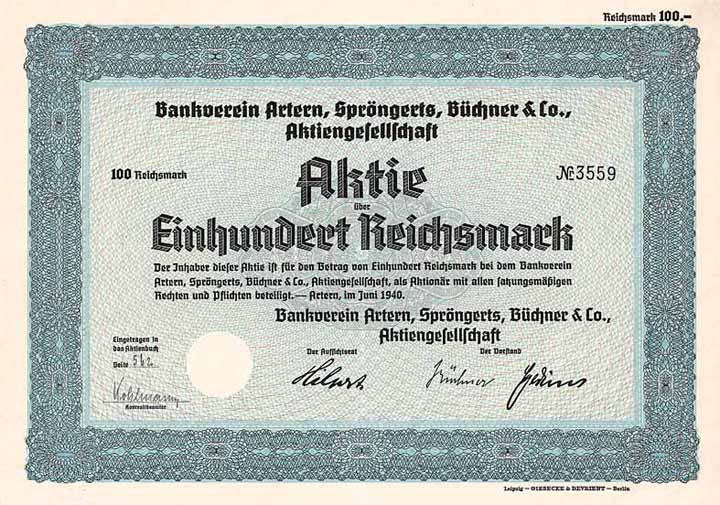 Reichsmark 100.–
Bankverein Artern, Spröngerts, Büchner & Co.,
Aktiengesellschaft
100 Reichsmark
Aktie
№ 3559
über
Einhundert Reichsmark
Der Inhaber dieser Aktie ist für den Betrag von Einhundert Reichsmark bei dem Bankverein
Artern, Spröngerts, Büchner & Co., Aktiengesellschaft, als Aktionär mit allen satzungsmäßigen
Rechten und Pflichten beteiligt.— Artern, im Juni 1940.
Bankverein Artern, Spröngerts, Büchner & Co.,
Aktiengesellschaft
Eingetragen in
das Aktienbuch
Seite 562
Der Aufsichtsrat
Der Vorstand
Kohlmann
Kontrollbeamter
Büchner
Leipzig — GIESECKE & DEVRIENT — Berlin